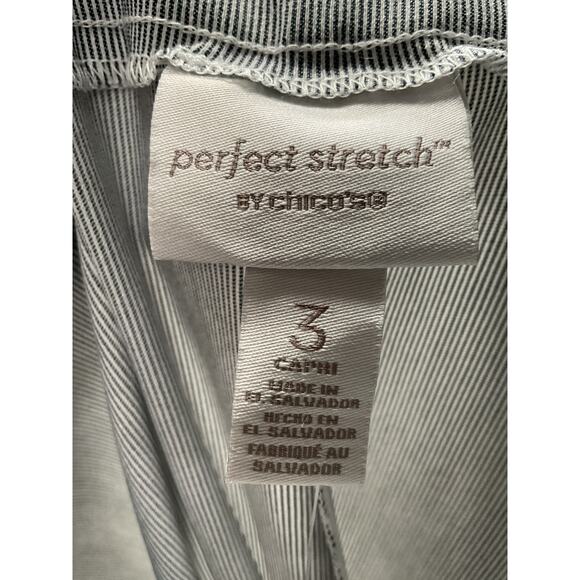 perfect stretch™
BY chico's®
3
CAPRI
MADE IN
EL SALVADOR
HECHO EN
EL SALVADOR
FABRIQUÉ AU
SALVADOR